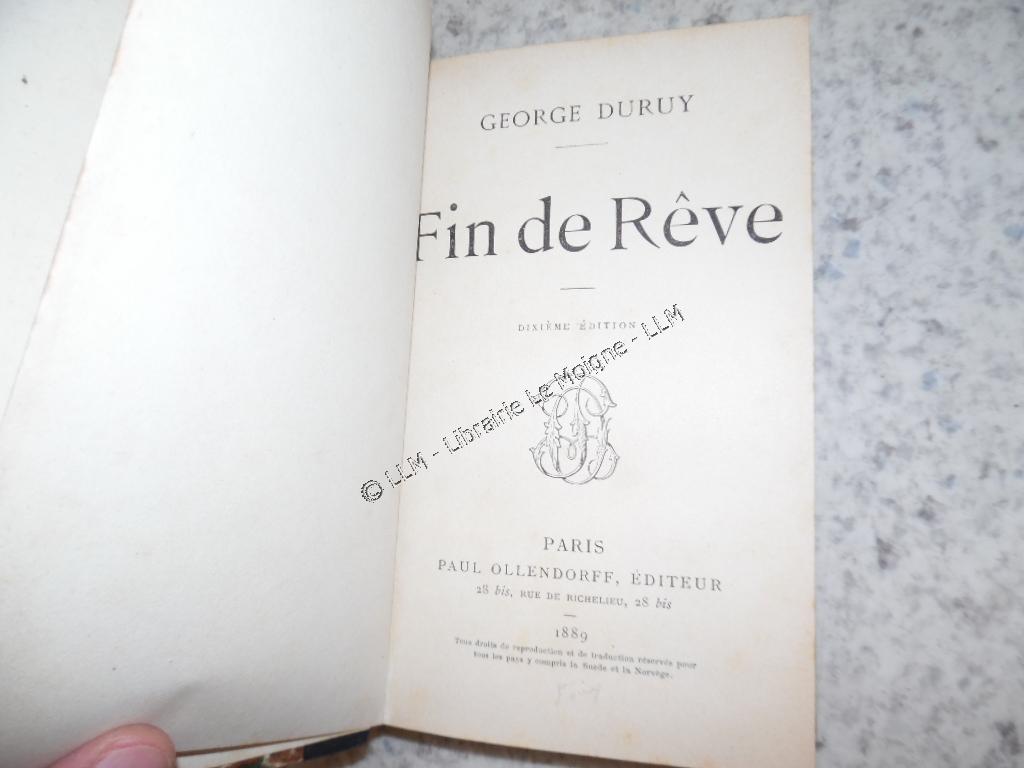 GEORGE DURUY
Fin de Rêve
DIXIÈME ÉDITION
© LLM - Librairie Le Moigne - LLM
PARIS
PAUL OLLENDORFF, ÉDITEUR
28 bis, RUE DE RICHELIEU, 28 bis
1889
Tous droits de reproduction et de traduction réservés pour
tous les pays y compris la Suède et la Norvège.